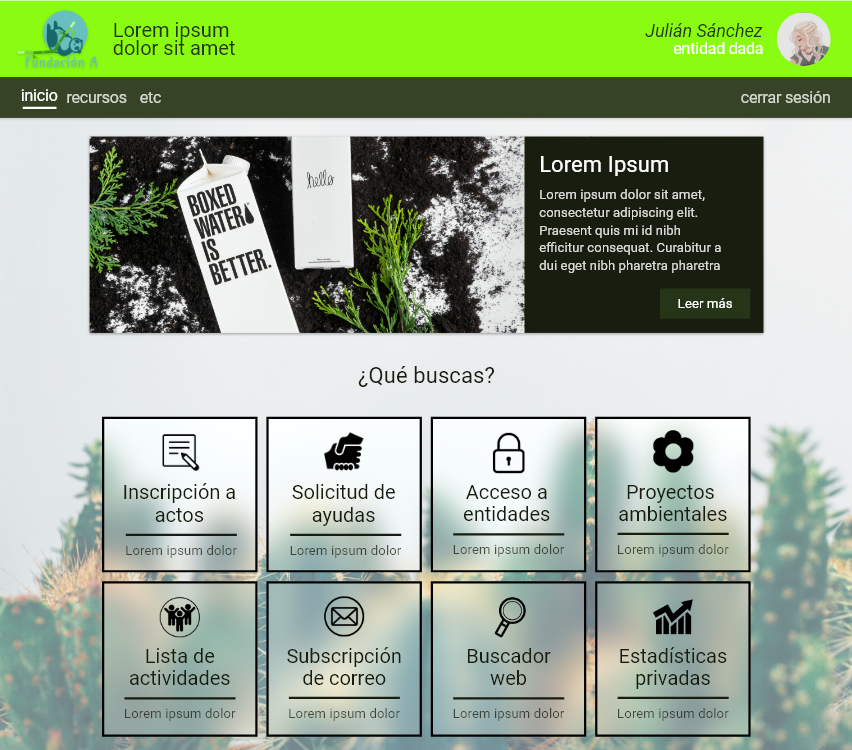 Fundación A
Lorem ipsum
dolor sit amet
Julián Sánchez
entidad dada
inicio recursos etc cerrar sesión
BOXED
WATER
IS
BETTER.
hello
Lorem Ipsum
Lorem ipsum dolor sit amet,
consectetur adipiscing elit.
Praesent quis mi id nibh
efficitur consequat. Curabitur a
dui eget nibh pharetra pharetra
Leer más
¿Qué buscas?
Inscripción a
actos
Lorem ipsum dolor
Solicitud de
ayudas
Lorem ipsum dolor
Acceso a
entidades
Lorem ipsum dolor
Proyectos
ambientales
Lorem ipsum dolor
Lista de
actividades
Lorem ipsum dolor
Subscripción
de correo
Lorem ipsum dolor
Buscador
web
Lorem ipsum dolor
Estadísticas
privadas
Lorem ipsum dolor